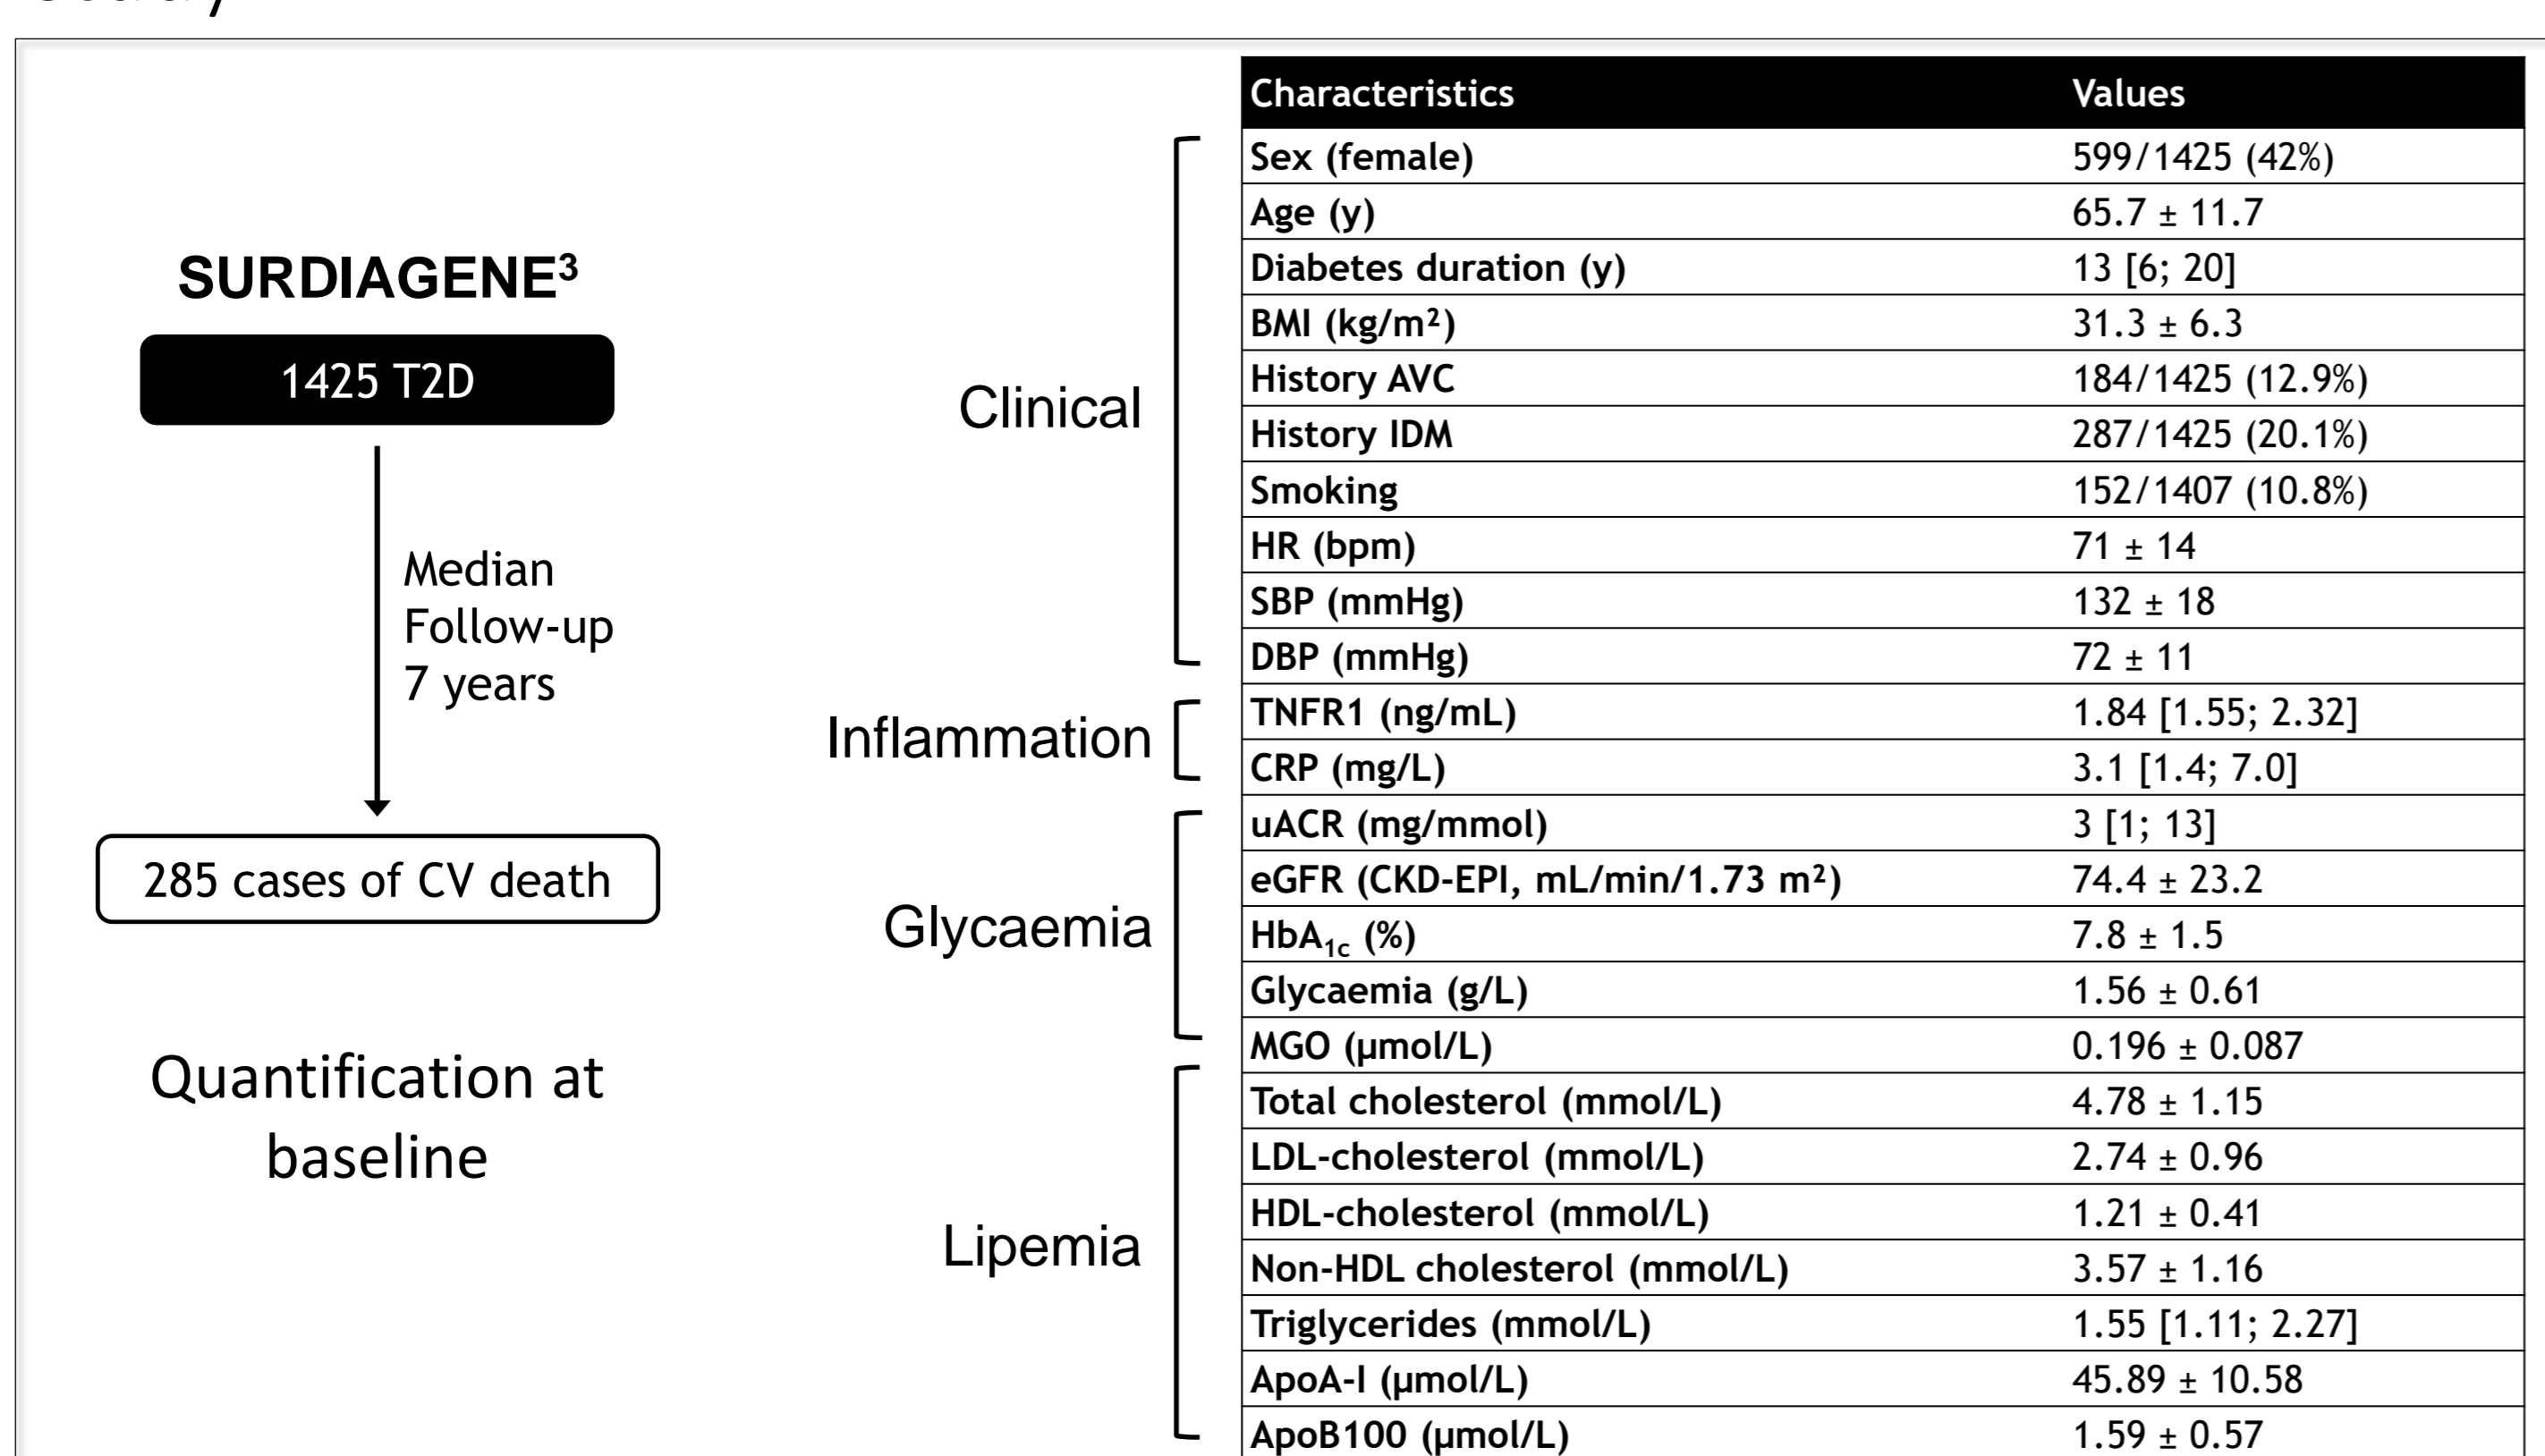 SURDIAGENE³
1425 T2D
Median
Follow-up
7 years
285 cases of CV death
Quantification at
baseline
Clinical
Inflammation
Glycaemia
Lipemia
Characteristics Values
Sex (female) 599/1425 (42%)
Age (y) 65.7 ± 11.7
Diabetes duration (y) 13 [6; 20]
BMI (kg/m²) 31.3 ± 6.3
History AVC 184/1425 (12.9%)
History IDM 287/1425 (20.1%)
Smoking 152/1407 (10.8%)
HR (bpm) 71 ± 14
SBP (mmHg) 132 ± 18
DBP (mmHg) 72 ± 11
TNFR1 (ng/mL) 1.84 [1.55; 2.32]
CRP (mg/L) 3.1 [1.4; 7.0]
uACR (mg/mmol) 3 [1; 13]
eGFR (CKD-EPI, mL/min/1.73 m²) 74.4 ± 23.2
HbA₁c (%) 7.8 ± 1.5
Glycaemia (g/L) 1.56 ± 0.61
MGO (µmol/L) 0.196 ± 0.087
Total cholesterol (mmol/L) 4.78 ± 1.15
LDL-cholesterol (mmol/L) 2.74 ± 0.96
HDL-cholesterol (mmol/L) 1.21 ± 0.41
Non-HDL cholesterol (mmol/L) 3.57 ± 1.16
Triglycerides (mmol/L) 1.55 [1.11; 2.27]
ApoA-I (µmol/L) 45.89 ± 10.58
ApoB100 (µmol/L) 1.59 ± 0.57